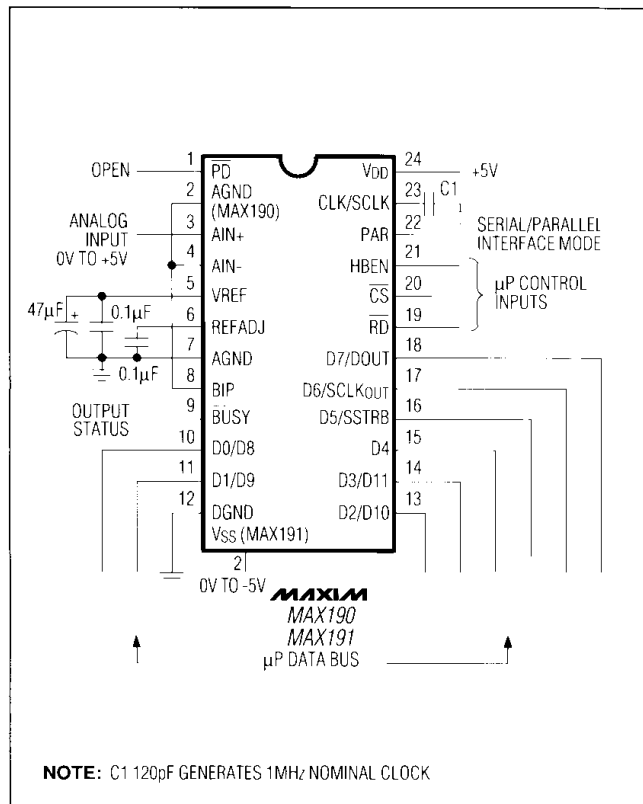 OPEN
ANALOG
INPUT
0V TO +5V
47µF
+
0.1µF
0.1µF
OUTPUT
STATUS
1 PD
2 AGND
(MAX190)
3 AIN+
4 AIN-
5 VREF
6 REFADJ
7 AGND
8 BIP
9 BUSY
10 D0/D8
11 D1/D9
12 DGND
VSS (MAX191)
2
0V TO -5V
VDD 24
+5V
CLK/SCLK 23
C1
PAR 22
SERIAL/PARALLEL
INTERFACE MODE
HBEN 21
CS 20
RD 19
µP CONTROL
INPUTS
D7/DOUT 18
D6/SCLKOUT 17
D5/SSTRB 16
D4 15
D3/D11 14
D2/D10 13
MAXIM
MAX190
MAX191
µP DATA BUS
NOTE: C1 120pF GENERATES 1MHz NOMINAL CLOCK